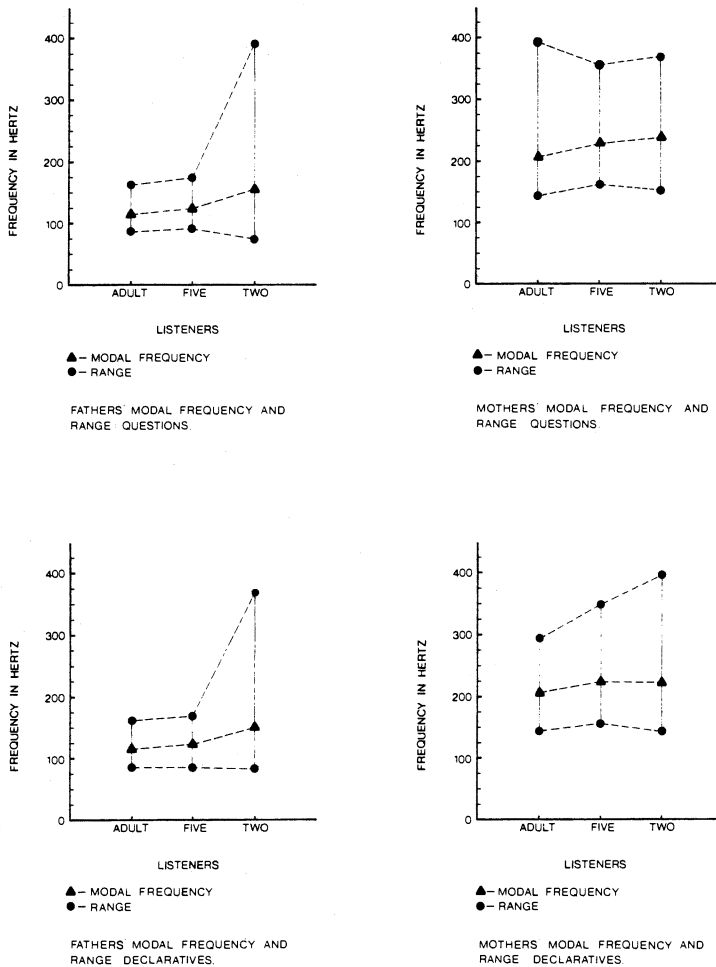 400
300
200
100
0
FREQUENCY IN HERTZ
ADULT FIVE TWO
LISTENERS
▲– MODAL FREQUENCY
●– RANGE
FATHERS' MODAL FREQUENCY AND
RANGE QUESTIONS.
400
300
200
100
0
FREQUENCY IN HERTZ
ADULT FIVE TWO
LISTENERS
▲– MODAL FREQUENCY
●– RANGE
MOTHERS' MODAL FREQUENCY AND
RANGE QUESTIONS.
400
300
200
100
0
FREQUENCY IN HERTZ
ADULT FIVE TWO
LISTENERS
▲– MODAL FREQUENCY
●– RANGE
FATHERS MODAL FREQUENCY AND
RANGE DECLARATIVES.
400
300
200
100
0
FREQUENCY IN HERTZ
ADULT FIVE TWO
LISTENERS
▲– MODAL FREQUENCY
●– RANGE
MOTHERS MODAL FREQUENCY AND
RANGE DECLARATIVES.